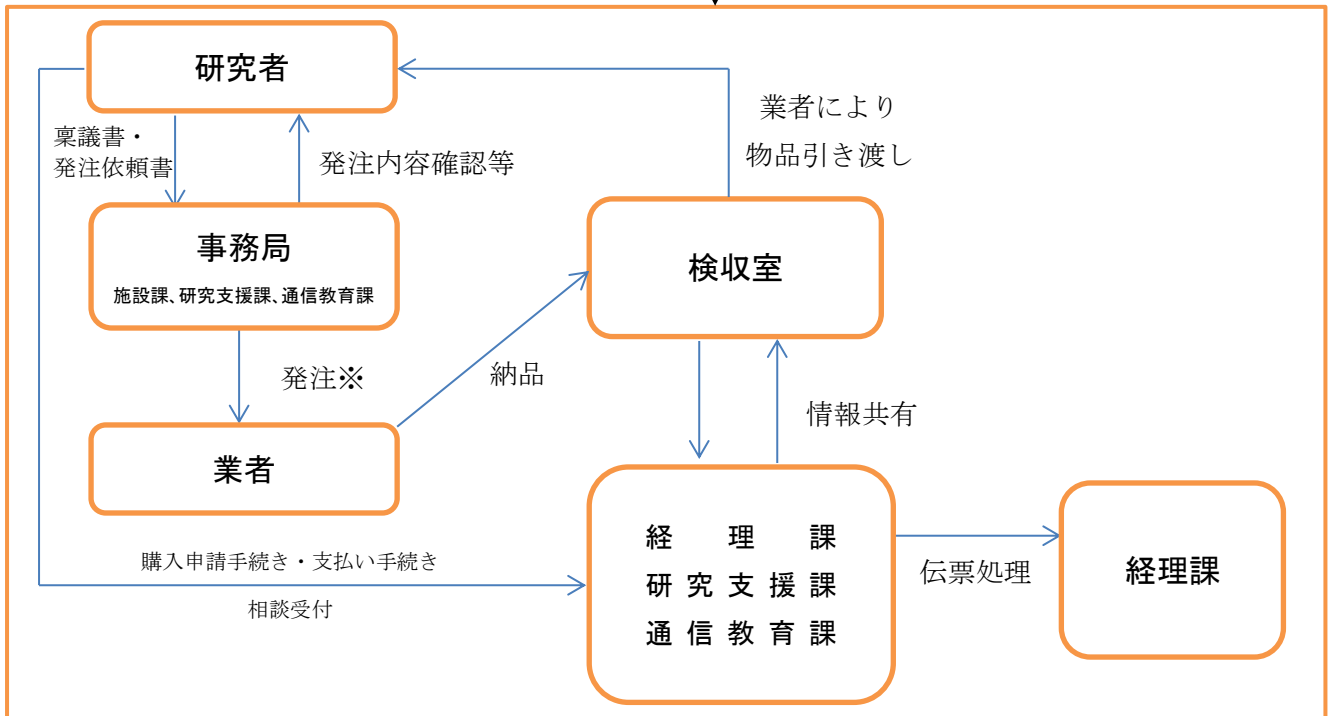 研究者
業者により
物品引き渡し
稟議書・
発注依頼書
発注内容確認等
事務局
施設課、研究支援課、通信教育課
検収室
発注※
納品
情報共有
業者
経理課
研究支援課
通信教育課
購入申請手続き・支払い手続き
相談受付
伝票処理
経理課